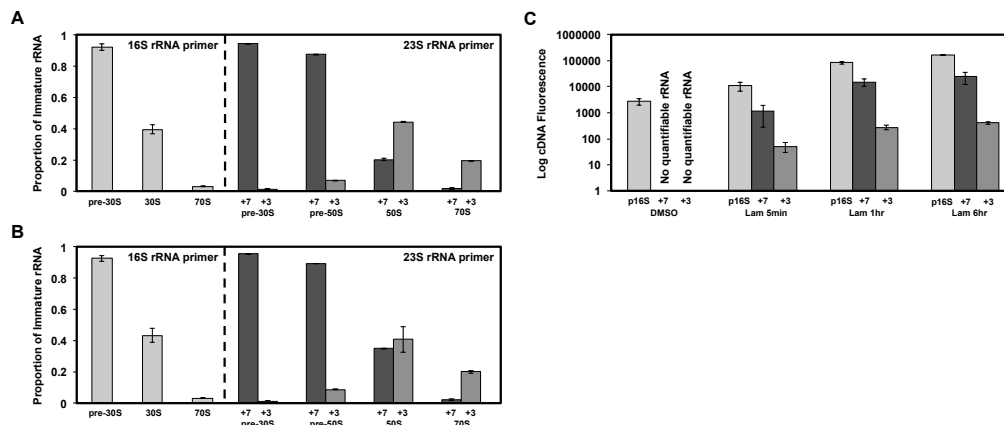 A
Proportion of Immature rRNA
1
0.8
0.6
0.4
0.2
0
16S rRNA primer
23S rRNA primer
pre-30S 30S 70S
+7 +3 +7 +3 +7 +3 +7 +3
pre-30S pre-50S 50S 70S
B
Proportion of Immature rRNA
1
0.8
0.6
0.4
0.2
0
16S rRNA primer
23S rRNA primer
pre-30S 30S 70S
+7 +3 +7 +3 +7 +3 +7 +3
pre-30S pre-50S 50S 70S
C
Log cDNA Fluorescence
1000000
100000
10000
1000
100
10
1
No quantifiable rRNA
No quantifiable rRNA
p16S +7 +3 p16S +7 +3 p16S +7 +3 p16S +7 +3
DMSO Lam 5min Lam 1hr Lam 6hr